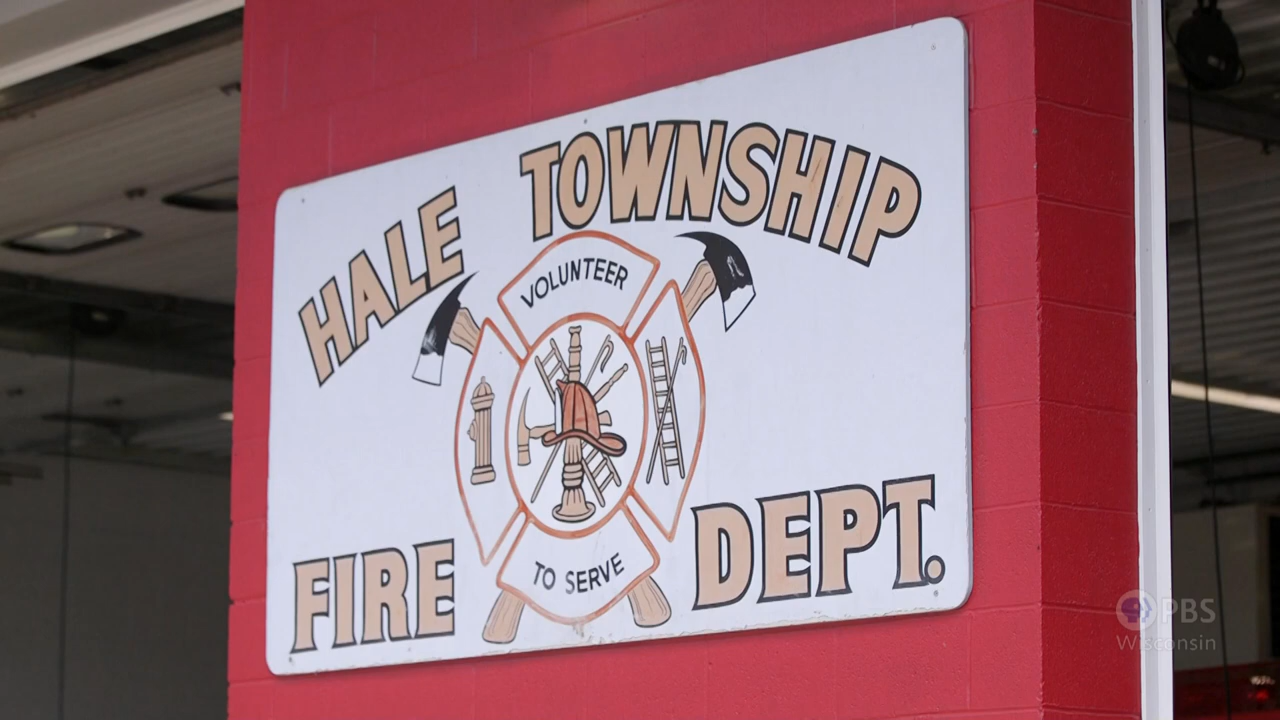 HALE TOWNSHIP
VOLUNTEER
TO SERVE
FIRE DEPT.
PBS
Wisconsin